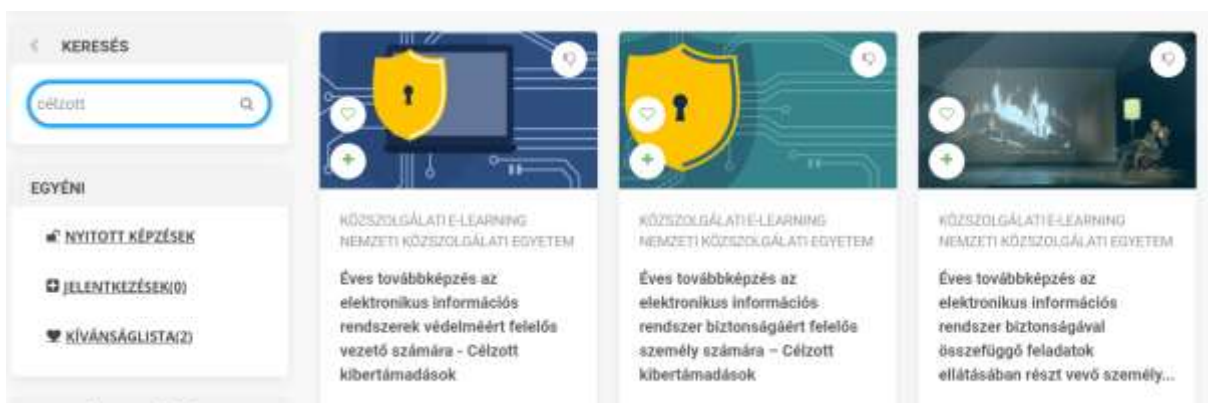 KERESÉS
célzott
EGYÉNI
NYITOTT KÉPZÉSEK
JELENTKEZÉSEK(0)
KÍVÁNSÁGLISTA(2)
KÖZSZOLGÁLATI E-LEARNING
NEMZETI KÖZSZOLGÁLATI EGYETEM
Éves továbbképzés az
elektronikus információs
rendszerek védelméért felelős
vezető számára - Célzott
kibertámadások
KÖZSZOLGÁLATI E-LEARNING
NEMZETI KÖZSZOLGÁLATI EGYETEM
Éves továbbképzés az
elektronikus információs
rendszer biztonságáért felelős
személy számára – Célzott
kibertámadások
KÖZSZOLGÁLATI E-LEARNING
NEMZETI KÖZSZOLGÁLATI EGYETEM
Éves továbbképzés az
elektronikus információs
rendszer biztonságával
összefüggő feladatok
ellátásában részt vevő személy...